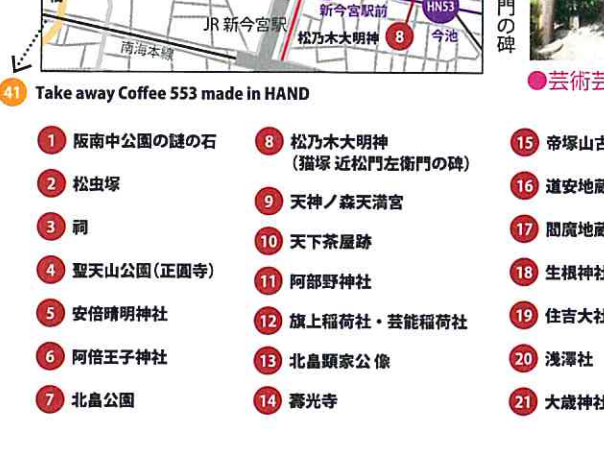 JR 新今宮駅
新今宮駅前
HN53
松乃木大明神
8
今池
南海本線
門の碑
●芸術芸
41 Take away Coffee 553 made in HAND
1 阪南中公園の謎の石
2 松虫塚
3 祠
4 聖天山公園(正圓寺)
5 安倍晴明神社
6 阿倍王子神社
7 北畠公園
8 松乃木大明神
(猫塚 近松門左衛門の碑)
9 天神ノ森天満宮
10 天下茶屋跡
11 阿部野神社
12 旗上稲荷社・芸能稲荷社
13 北畠顕家公像
14 壽光寺
15 帝塚山古
16 道安地蔵
17 閻魔地蔵
18 生根神社
19 住吉大社
20 浅澤社
21 大歳神社